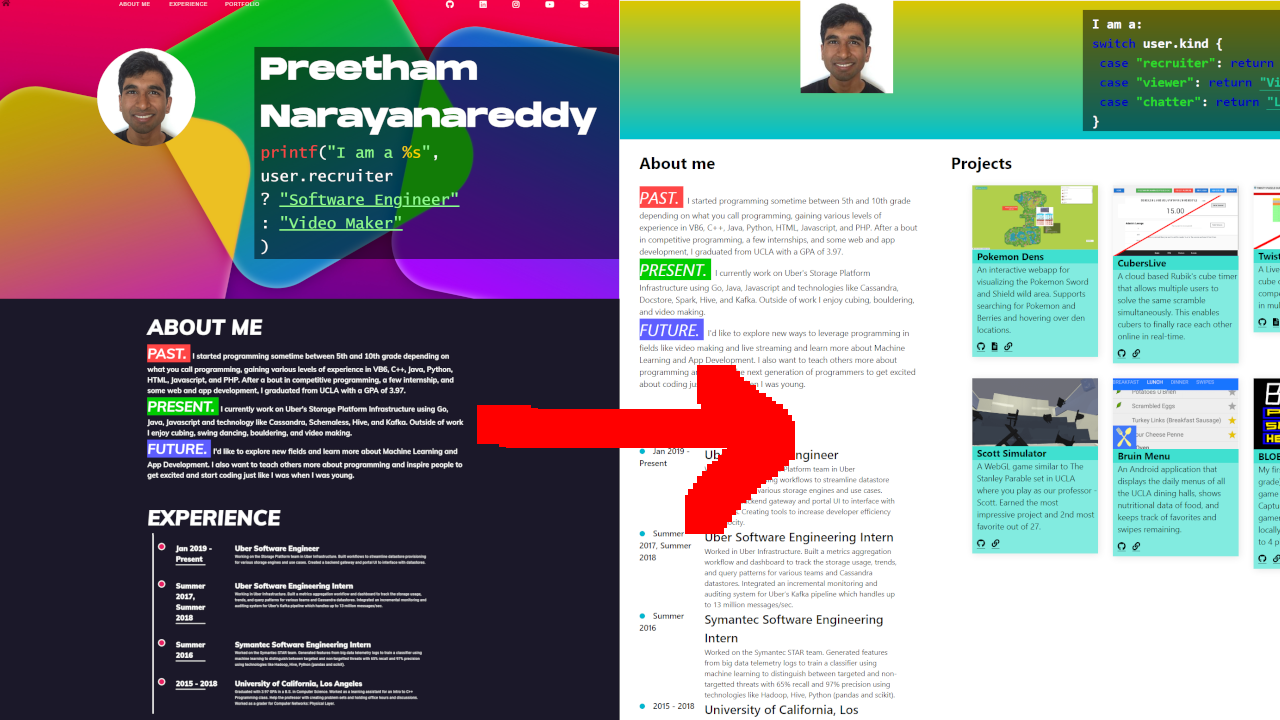 ABOUT ME EXPERIENCE PORTFOLIO
Preetham
Narayanareddy
printf("I am a %s",
user.recruiter
? "Software Engineer"
: "Video Maker"
)
ABOUT ME
PAST. I started programming sometime between 5th and 10th grade depending on
what you call programming, gaining various levels of experience in VB6, C++, Java, Python,
HTML, Javascript, and PHP. After a bout in competitive programming, a few internship, and
some web and app development, I graduated from UCLA with a GPA of 3.97.
PRESENT. I currently work on Uber's Storage Platform Infrastructure using Go,
Java, Javascript and technology like Cassandra, Schemaless, Hive, and Kafka. Outside of work
I enjoy cubing, swing dancing, bouldering, and video making.
FUTURE. I'd like to explore new fields and learn more about Machine Learning and
App Development. I also want to teach others more about programming and inspire people to
get excited and start coding just like I was when I was young.
EXPERIENCE
Jan 2019 -
Present
Uber Software Engineer
Working on the Storage Platform team in Uber. Built workflows to streamline datastore provisioning
for various storage engines and use cases. Created a backend gateway and portal UI to interface with datastores.
Summer
2017,
Summer
2018
Uber Software Engineering Intern
Working in Uber Infrastructure. Built a metrics aggregation workflow and dashboard to track the storage usage,
trends, and query patterns for various teams and Cassandra datastores. Integrated an incremental monitoring and
auditing system for Uber's Kafka pipeline which handles up to 13 million messages/sec.
Summer
2016
Symantec Software Engineering Intern
Worked on the Symantec STAR team. Generated features from big data telemetry logs to train a classifier using
machine learning to distinguish between targeted and non-targeted threats with 65% recall and 97% precision
using technologies like Hadoop, Hive, Python (pandas and scikit).
2015 - 2018
University of California, Los Angeles
Graduated with 3.97 GPA in a B.S. in Computer Science. Worked as a learning assistant for an intro to C++
Programming class. Help the professor with creating problem sets and holding office hours and discussions.
Worked as a grader for Computer Networks: Physical Layer.
I am a:
switch user.kind {
case "recruiter": return
case "viewer": return "Vi
case "chatter": return "L
}
About me
PAST. I started programming sometime between 5th and 10th grade
depending on what you call programming, gaining various levels of
experience in VB6, C++, Java, Python, HTML, Javascript, and PHP. After a bout
in competitive programming, a few internships, and some web and app
development, I graduated from UCLA with a GPA of 3.97.
PRESENT. I currently work on Uber's Storage Platform
Infrastructure using Go, Java, Javascript and technologies like Cassandra,
Docstore, Spark, Hive, and Kafka. Outside of work I enjoy cubing, bouldering,
and video making.
FUTURE. I'd like to explore new ways to leverage programming in
fields like video making and live streaming and learn more about Machine
Learning and App Development. I also want to teach others more about
programming a next generation of programmers to get excited
about coding ju n I was young.
Jan 2019 -
Present
Ub ngineer
Platform team in Uber
workflows to streamline datastore
various storage engines and use cases.
ckend gateway and portal UI to interface with
Creating tools to increase developer efficiency
ocity.
Summer
2017, Summer
2018
Uber Software Engineering Intern
Worked in Uber Infrastructure. Built a metrics aggregation
workflow and dashboard to track the storage usage, trends,
and query patterns for various teams and Cassandra
datastores. Integrated an incremental monitoring and
auditing system for Uber's Kafka pipeline which handles up
to 13 million messages/sec.
Summer
2016
Symantec Software Engineering
Intern
Worked on the Symantec STAR team. Generated features
from big data telemetry logs to train a classifier using
machine learning to distinguish between targeted and non-
targetted threats with 65% recall and 97% precision using
technologies like Hadoop, Hive, Python (pandas and scikit).
2015 - 2018
University of California, Los
Projects
15.00
Pokemon Dens
An interactive webapp for
visualizing the Pokemon Sword
and Shield wild area. Supports
searching for Pokemon and
Berries and hovering over den
locations.
CubersLive
A cloud based Rubik's cube timer
that allows multiple users to
solve the same scramble
simultaneously. This enables
cubers to finally race each other
online in real-time.
Twist
A Live
cube c
compe
in mul
BREAKFAST LUNCH DINNER SWIPES
Potatoes O'Brien
Scrambled Eggs
Turkey Links (Breakfast Sausage)
our Cheese Penne
Scott Simulator
A WebGL game similar to The
Stanley Parable set in UCLA
where you play as our professor -
Scott. Earned the most
impressive project and 2nd most
favorite out of 27.
Bruin Menu
An Android application that
displays the daily menus of all
the UCLA dining halls, shows
nutritional data of food, and
keeps track of favorites and
swipes remaining.
BLOB
My firs
game
Captu
games
locally
to 4 p